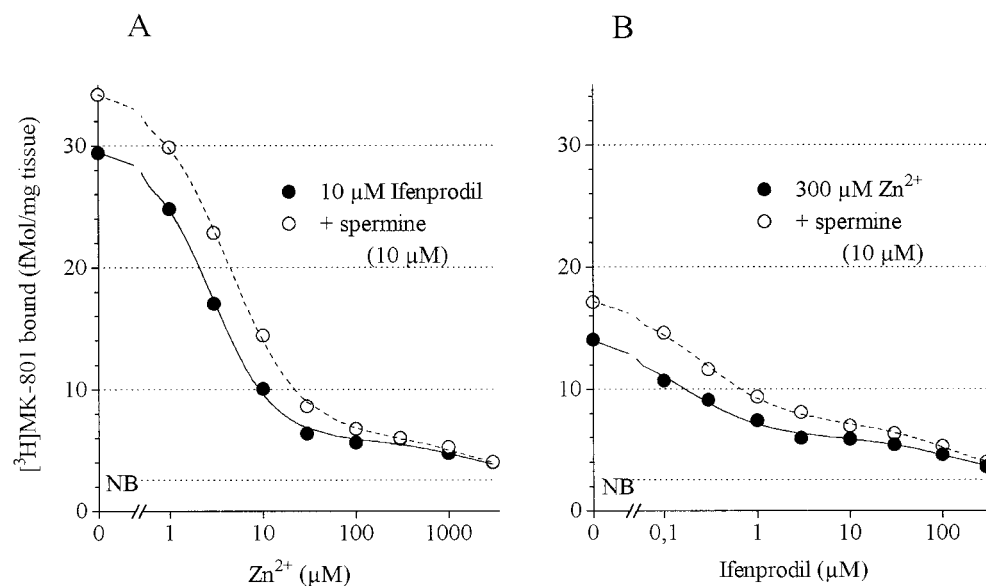 A
B
[³H]MK-801 bound (fMol/mg tissue)
30
20
10
0
10 µM Ifenprodil
+ spermine
(10 µM)
NB
0 1 10 100 1000
Zn²⁺ (µM)
30
20
10
0
300 µM Zn²⁺
+ spermine
(10 µM)
NB
0 0,1 1 10 100
Ifenprodil (µM)